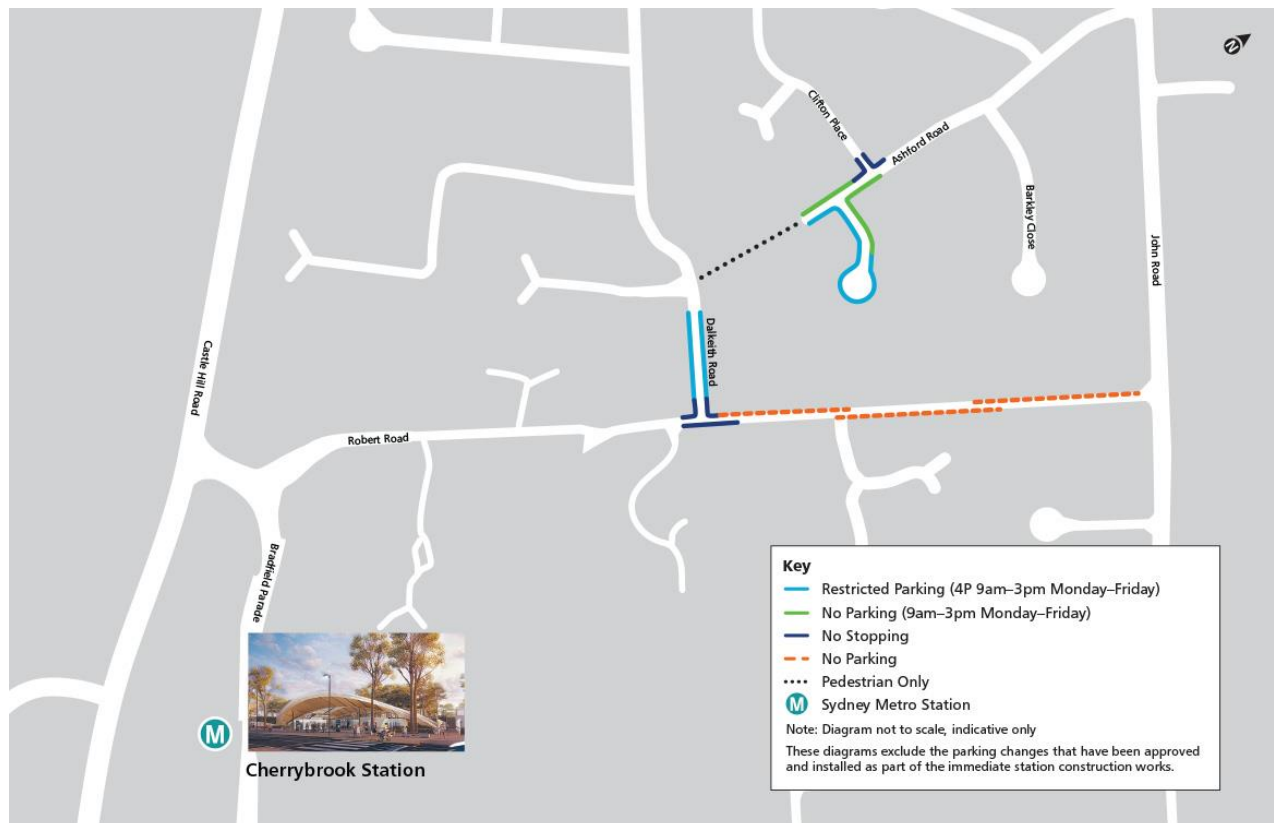 N
Clifton Place
Ashford Road
Barkley Close
John Road
Castle Hill Road
Dalkeith Road
Robert Road
Bradfield Parade
M
Cherrybrook Station
Key
Restricted Parking (4P 9am–3pm Monday–Friday)
No Parking (9am–3pm Monday–Friday)
No Stopping
No Parking
Pedestrian Only
M Sydney Metro Station
Note: Diagram not to scale, indicative only
These diagrams exclude the parking changes that have been approved
and installed as part of the immediate station construction works.